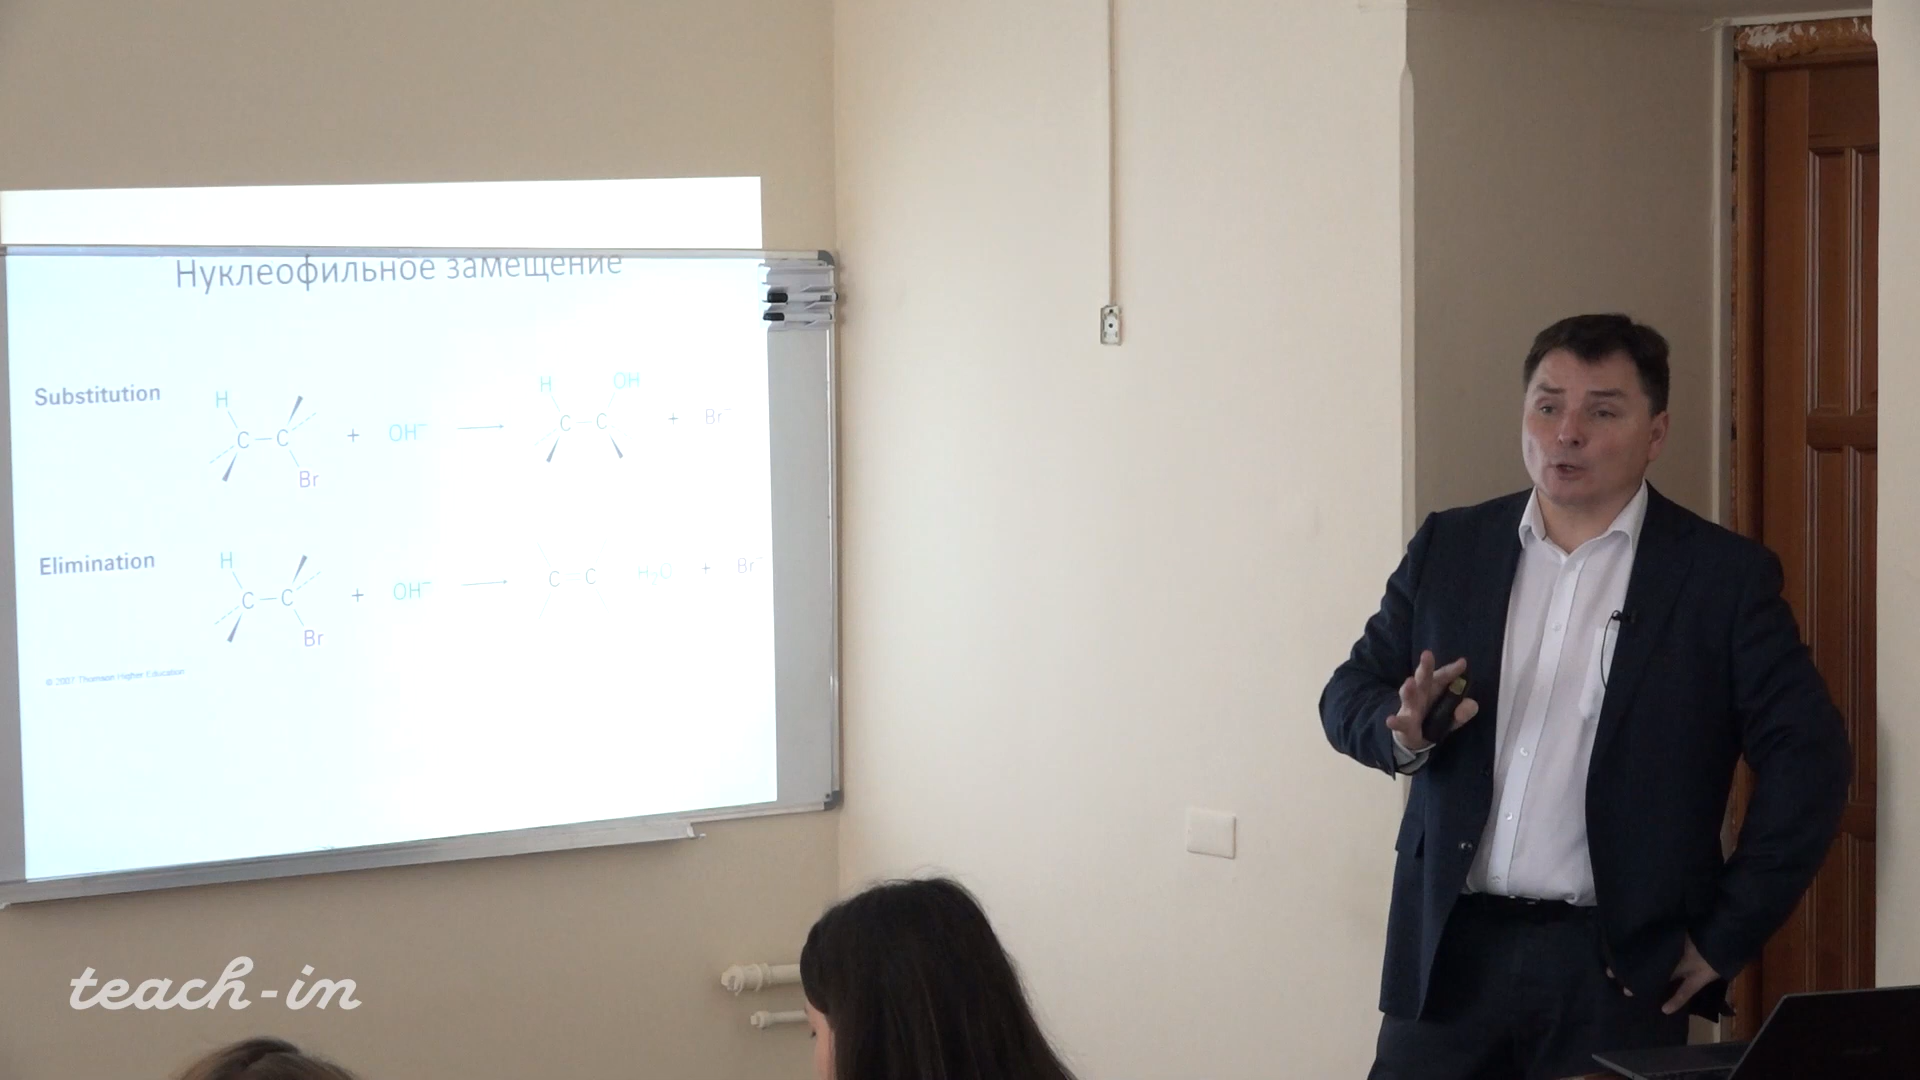 Нуклеофильное замещение
Substitution
H
C — C
Br
+ OH⁻ →
H OH
C — C
+ Br⁻
Elimination
H
C — C
Br
+ OH⁻ →
C = C
H₂O + Br⁻
© 2007 Thomson Higher Education
teach-in